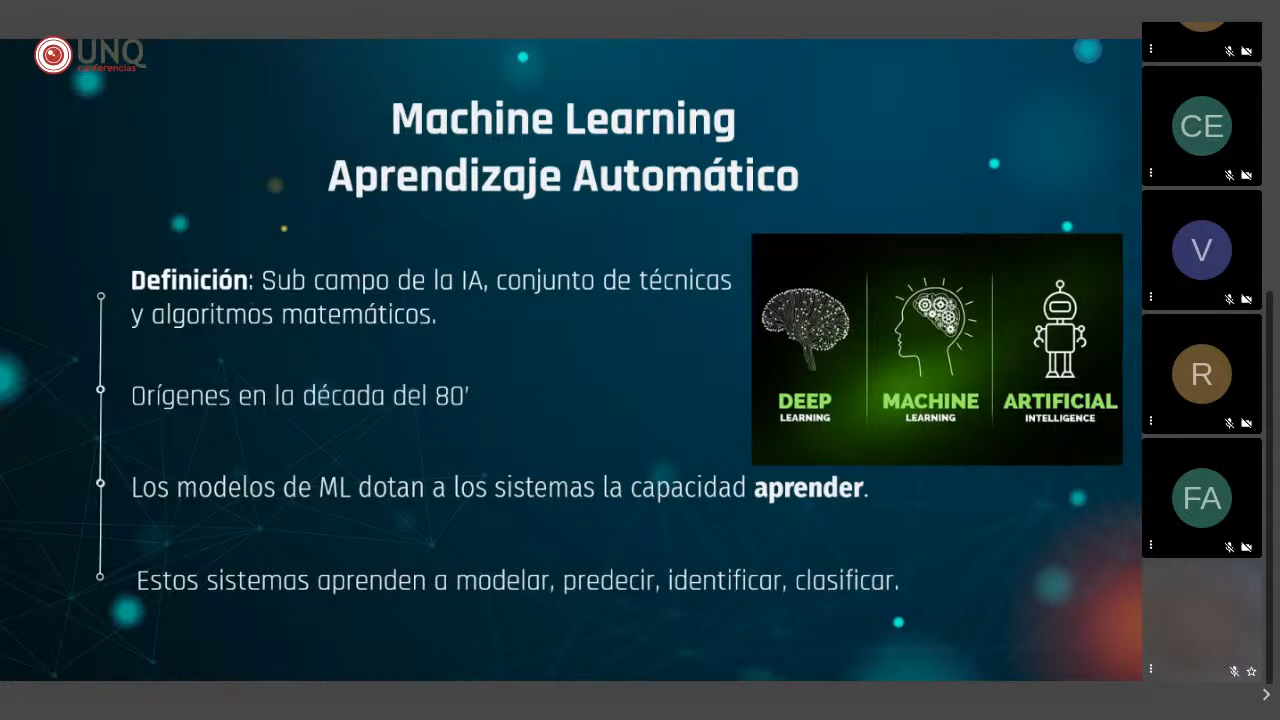 UNQ
conferencias
Machine Learning
Aprendizaje Automático
Definición: Sub campo de la IA, conjunto de técnicas
y algoritmos matemáticos.
Orígenes en la década del 80’
Los modelos de ML dotan a los sistemas la capacidad aprender.
Estos sistemas aprenden a modelar, predecir, identificar, clasificar.
DEEP
LEARNING
MACHINE
LEARNING
ARTIFICIAL
INTELLIGENCE
CE
V
R
FA